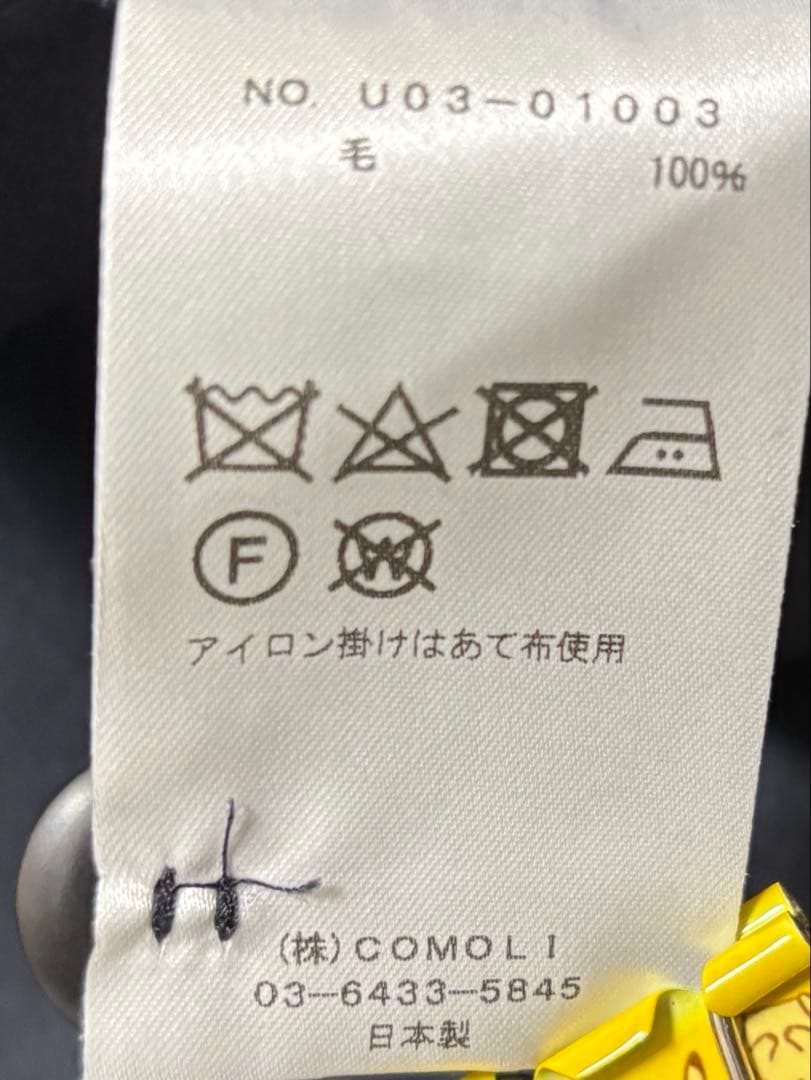 NO. U03-01003
毛 100%
F W
アイロン掛けはあて布使用
(株)COMOLI
03-6433-5845
日本製